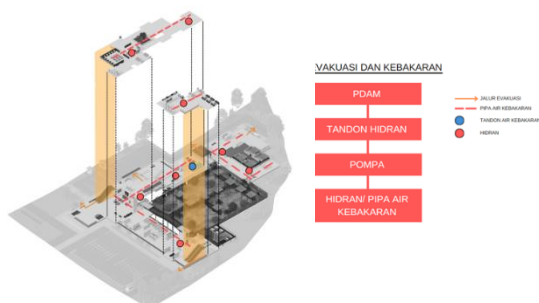 VAKUASI DAN KEBAKARAN
PDAM
TANDON HIDRAN
POMPA
HIDRAN/ PIPA AIR
KEBAKARAN
JALUR EVAKUASI
PIPA AIR KEBAKARAN
TANDON AIR KEBAKARAN
HIDRAN